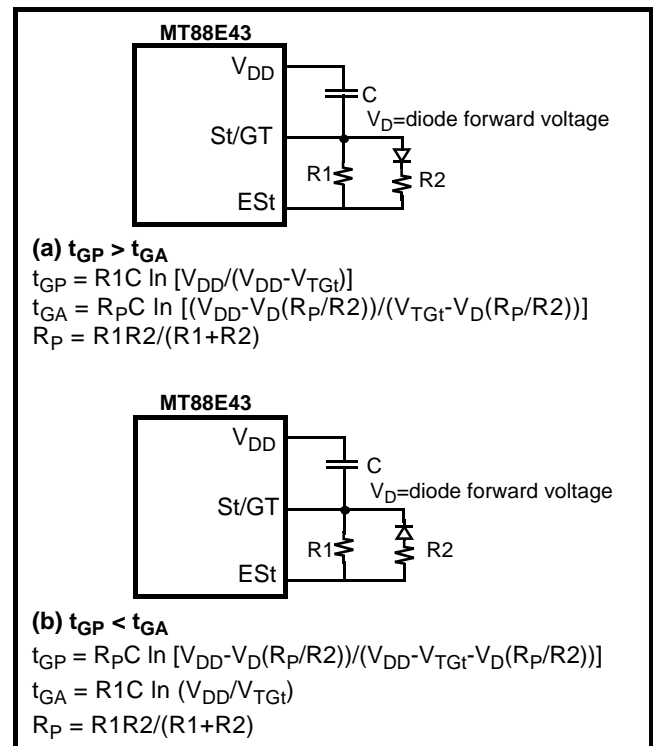 MT88E43
VDD
C
VD=diode forward voltage
St/GT
R1
R2
ESt
(a) tGP > tGA
tGP = R1C ln [VDD/(VDD-VTGt)]
tGA = RPC ln [(VDD-VD(RP/R2))/(VTGt-VD(RP/R2))]
RP = R1R2/(R1+R2)
MT88E43
VDD
C
VD=diode forward voltage
St/GT
R1
R2
ESt
(b) tGP < tGA
tGP = RPC ln [VDD-VD(RP/R2))/(VDD-VTGt-VD(RP/R2))]
tGA = R1C ln (VDD/VTGt)
RP = R1R2/(R1+R2)